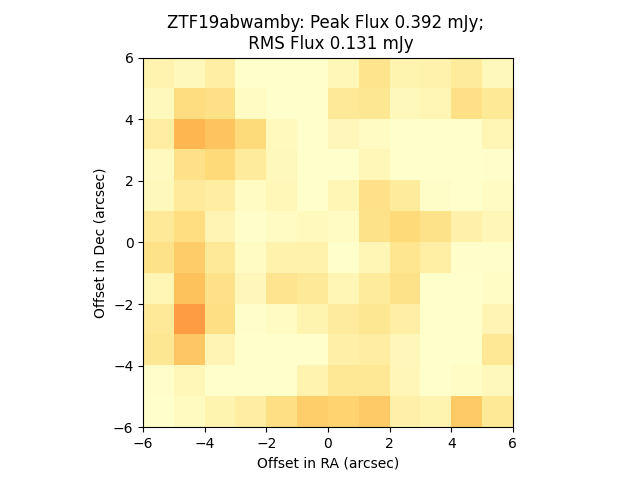 ZTF19abwamby: Peak Flux 0.392 mJy;
RMS Flux 0.131 mJy
6
4
2
0
−2
−4
−6
Offset in Dec (arcsec)
−6 −4 −2 0 2 4 6
Offset in RA (arcsec)